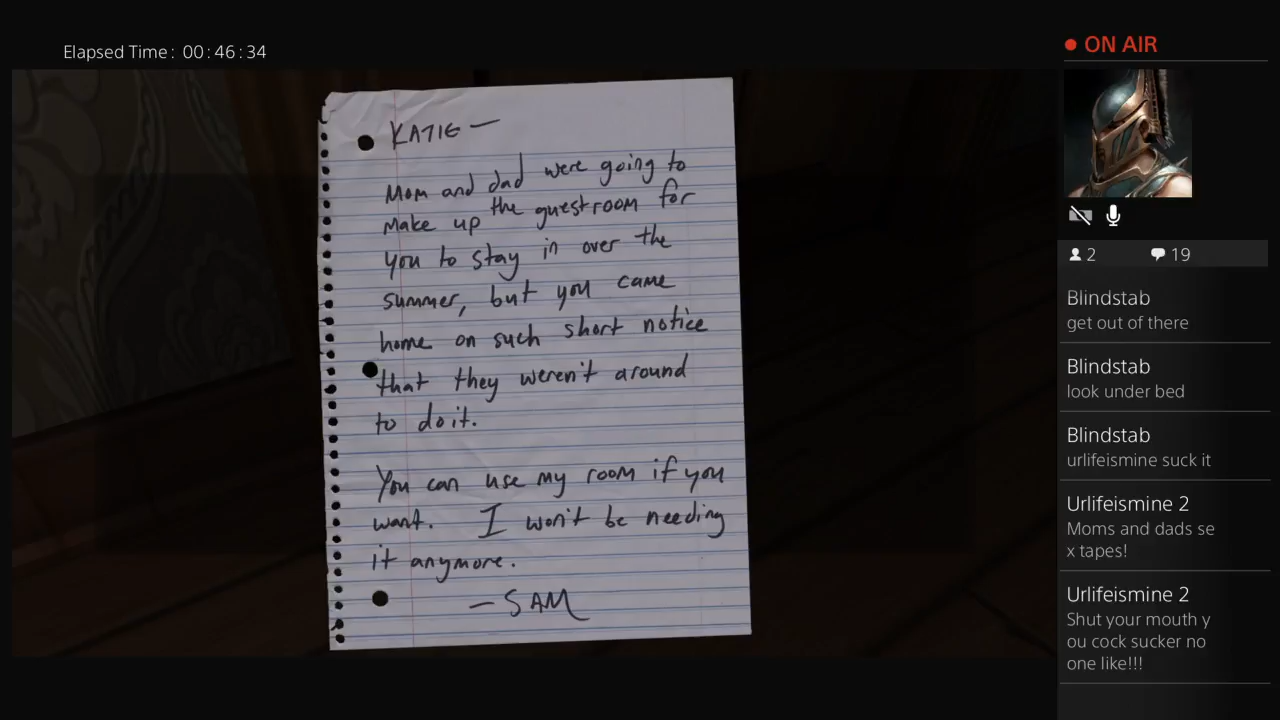 Elapsed Time: 00:46:34
KATIE —
Mom and dad were going to
make up the guestroom for
you to stay in over the
summer, but you came
home on such short notice
that they weren't around
to do it.
You can use my room if you
want. I won't be needing
it anymore.
— SAM
ON AIR
2 19
Blindstab
get out of there
Blindstab
look under bed
Blindstab
urlifeismine suck it
Urlifeismine 2
Moms and dads se
x tapes!
Urlifeismine 2
Shut your mouth y
ou cock sucker no
one like!!!